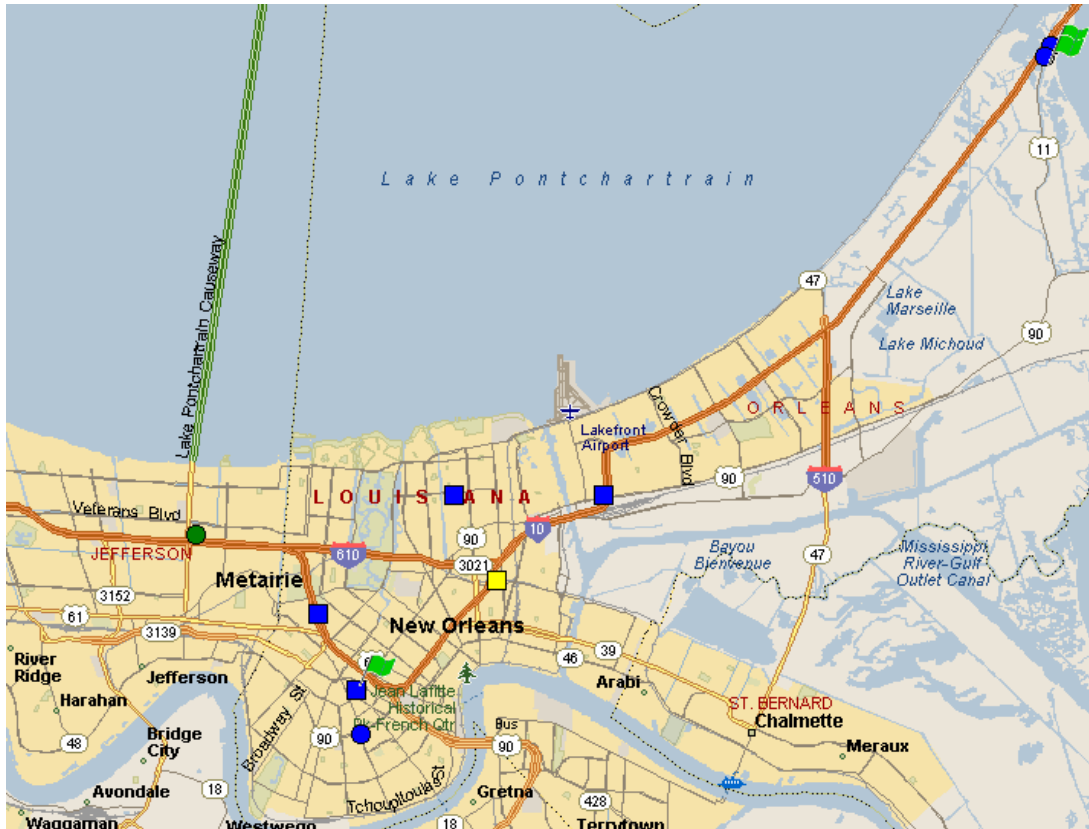 11
Lake Pontchartrain
Lake Pontchartrain Causeway
47
Lake
Marseille
90
Lake Michoud
ORLEANS
Crowder Blvd
Lakefront
Airport
90
510
LOUISIANA
Veterans Blvd
10
JEFFERSON
610
90
3021
Bayou
Bienvenue
47
Mississippi
River-Gulf
Outlet Canal
Metairie
3152
61
3139
New Orleans
39
46
River
Ridge
Jefferson
Harahan
Arabi
ST. BERNARD
Chalmette
Meraux
Jean Lafitte
Historical
Pk-French Qtr
Broadway St
48
Bridge
City
90
Bus
90
Tchoupitoulas St
18
Avondale
Gretna
428
Waggaman
Westwego
18
Terrytown